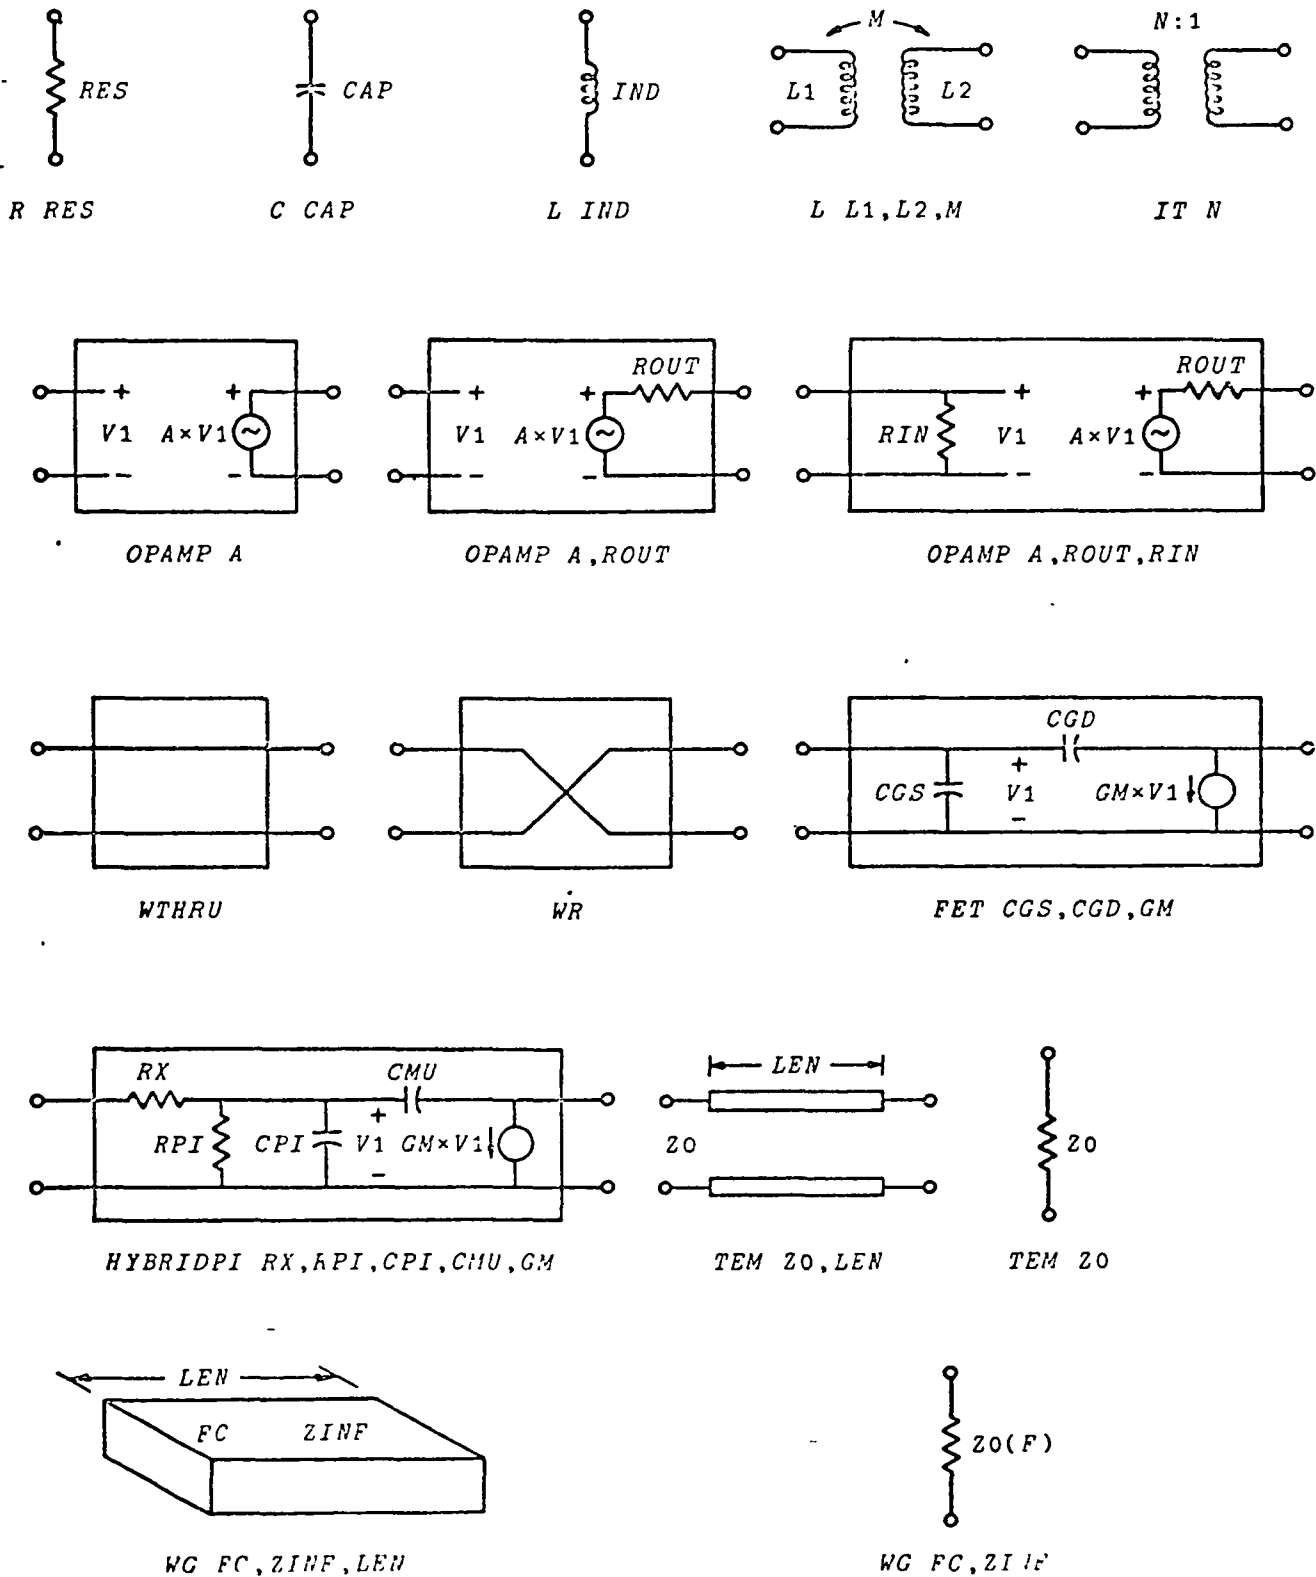 M N:1
RES CAP IND L1 L2
R RES C CAP L IND L L1,L2,M IT N
ROUT ROUT
+ + + + + +
V1 A×V1 ~ V1 A×V1 ~ RIN V1 A×V1 ~
- - - - - -
OPAMP A OPAMP A,ROUT OPAMP A,ROUT,RIN
CGD
+
CGS V1 GM×V1
-
WTHRU WR FET CGS,CGD,GM
RX CMU LEN
+
RPI CPI V1 GM×V1 Z0 Z0
-
HYBRIDPI RX,RPI,CPI,CMU,GM TEM Z0,LEN TEM Z0
LEN
FC ZINF Z0(F)
WG FC,ZINF,LEN WG FC,ZINF